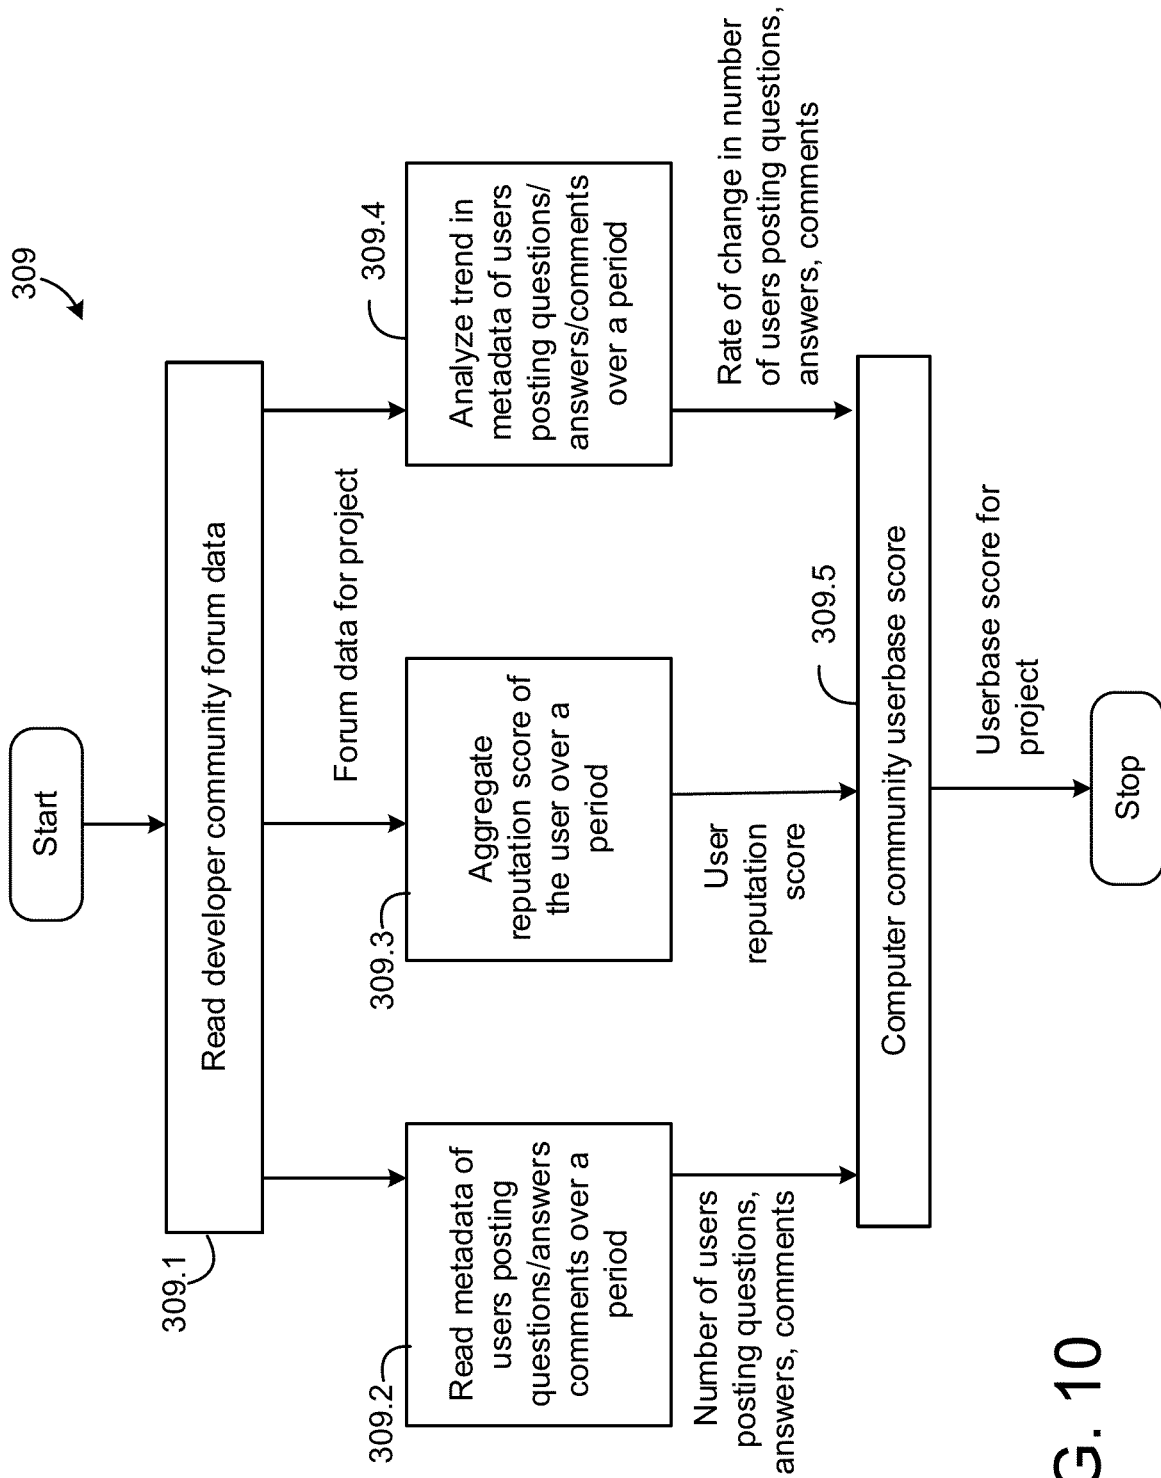 309
Start
309.1
Read developer community forum data
Forum data for project
309.2
Read metadata of
users posting
questions/answers
comments over a
period
309.3
Aggregate
reputation score of
the user over a
period
309.4
Analyze trend in
metadata of users
posting questions/
answers/comments
over a period
Number of users
posting questions,
answers, comments
User
reputation
score
Rate of change in number
of users posting questions,
answers, comments
309.5
Computer community userbase score
Userbase score for
project
Stop
G. 10